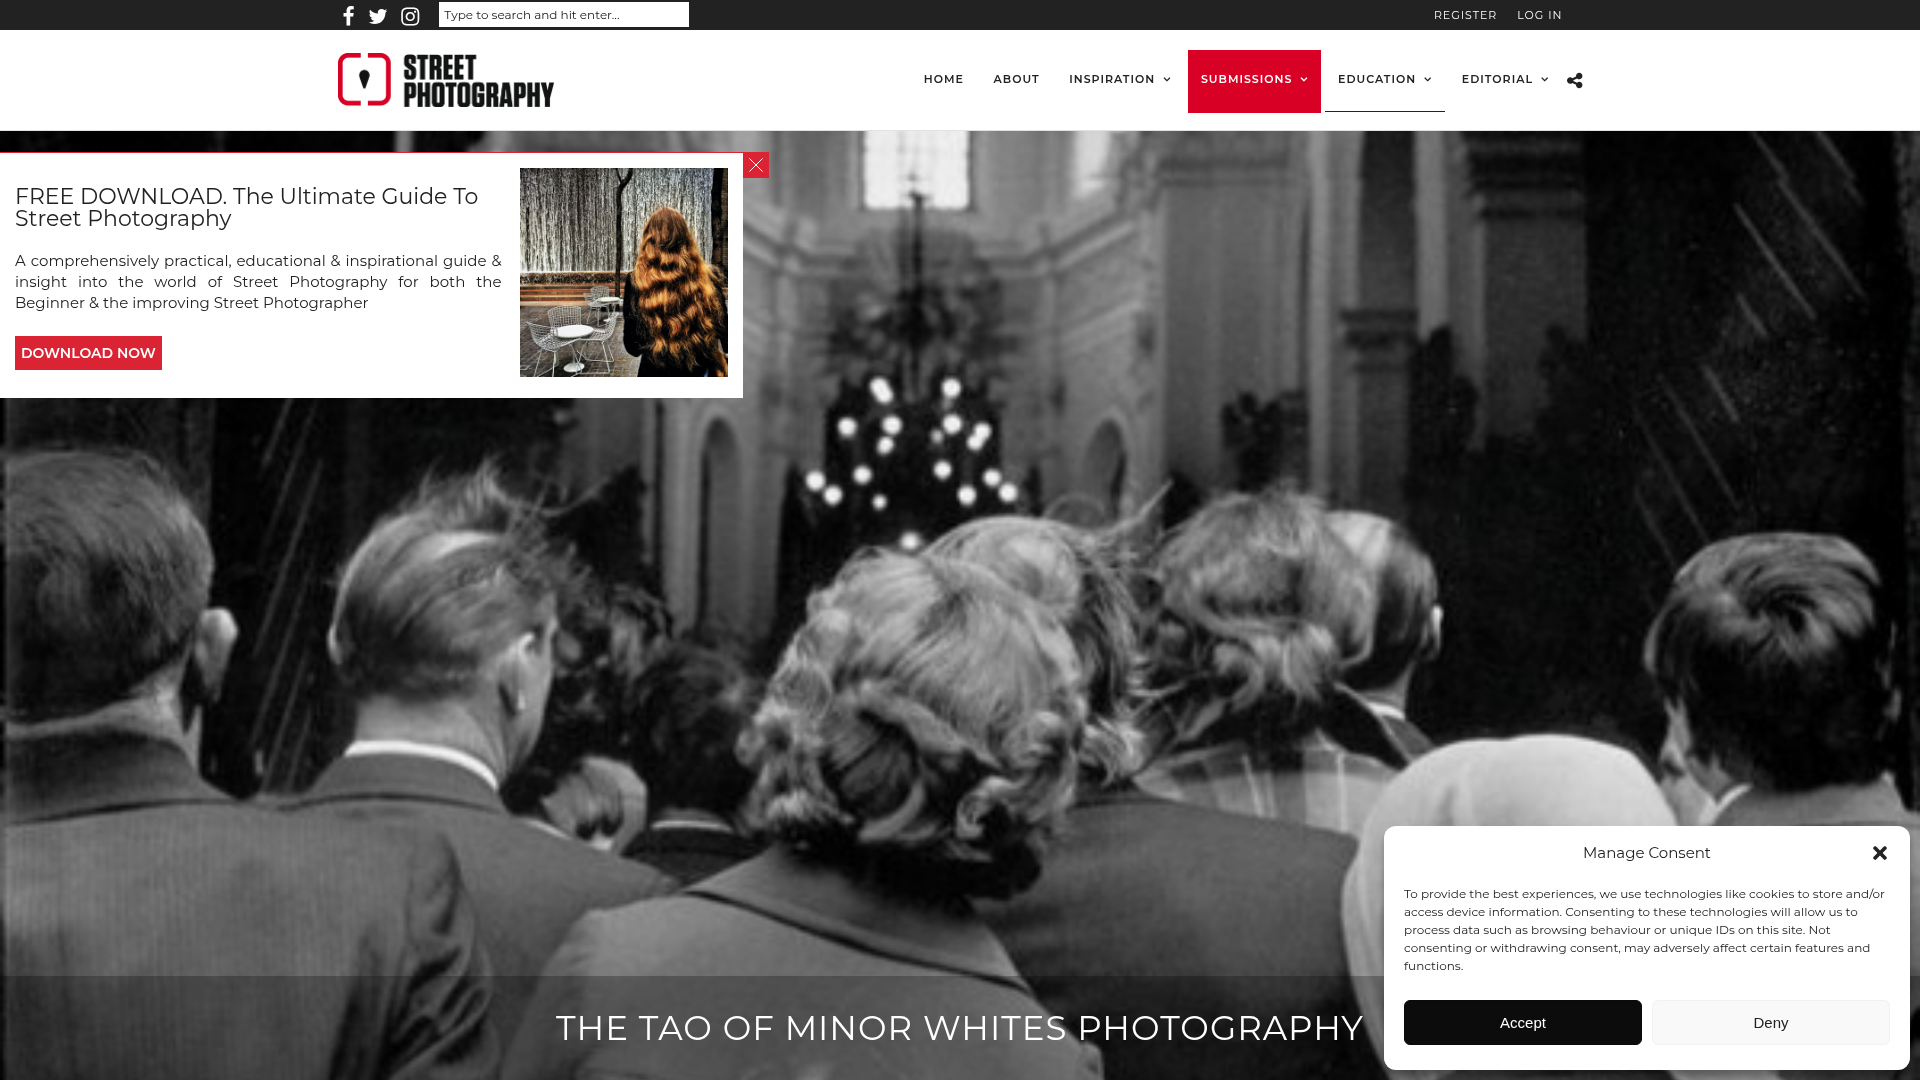 Type to search and hit enter...
REGISTER LOG IN
STREET
PHOTOGRAPHY
HOME ABOUT INSPIRATION SUBMISSIONS EDUCATION EDITORIAL
FREE DOWNLOAD. The Ultimate Guide To
Street Photography
A comprehensively practical, educational & inspirational guide &
insight into the world of Street Photography for both the
Beginner & the improving Street Photographer
DOWNLOAD NOW
THE TAO OF MINOR WHITES PHOTOGRAPHY
Manage Consent
To provide the best experiences, we use technologies like cookies to store and/or
access device information. Consenting to these technologies will allow us to
process data such as browsing behaviour or unique IDs on this site. Not
consenting or withdrawing consent, may adversely affect certain features and
functions.
Accept Deny